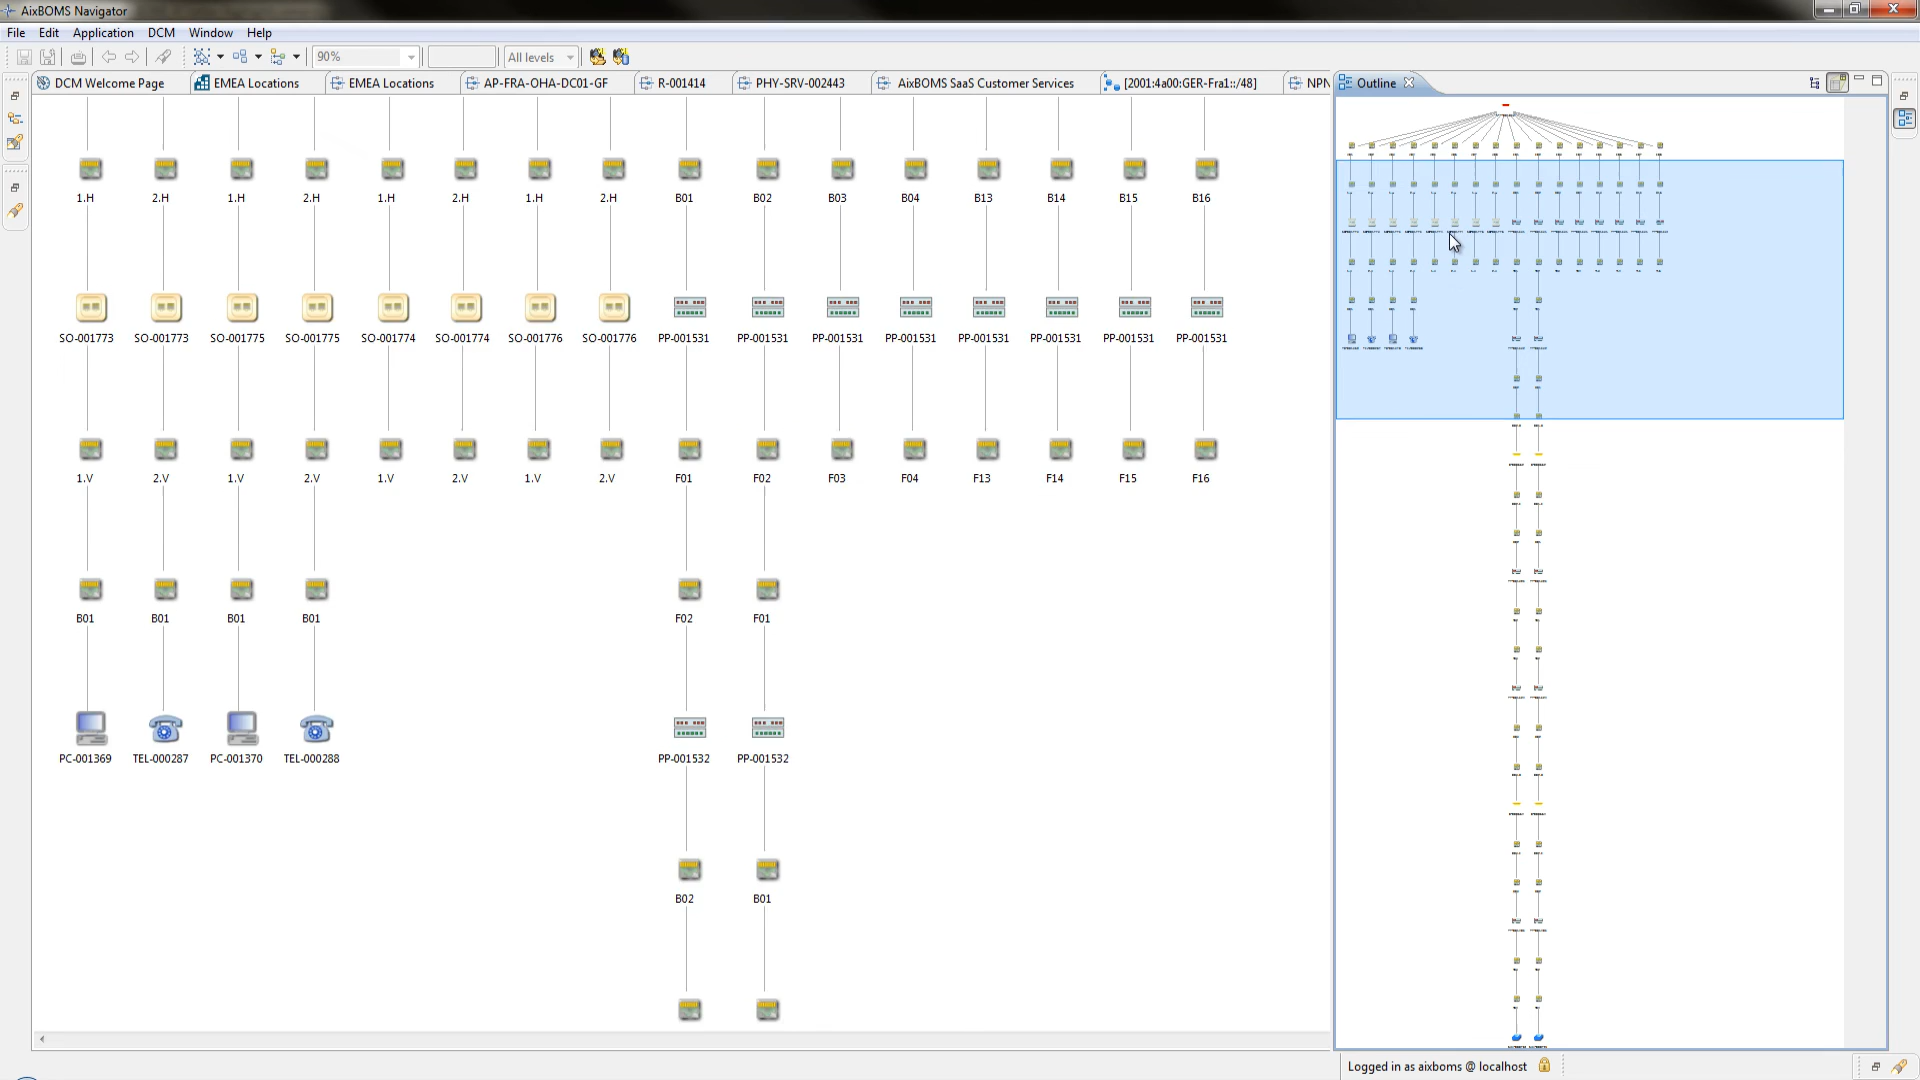 AixBOMS Navigator
File Edit Application DCM Window Help
90% All levels
DCM Welcome Page EMEA Locations EMEA Locations AP-FRA-OHA-DC01-GF R-001414 PHY-SRV-002443 AixBOMS SaaS Customer Services [2001:4a00:GER-Fra1::/48] NPN Outline
1.H 2.H 1.H 2.H 1.H 2.H 1.H 2.H B01 B02 B03 B04 B13 B14 B15 B16
SO-001773 SO-001773 SO-001775 SO-001775 SO-001774 SO-001774 SO-001776 SO-001776 PP-001531 PP-001531 PP-001531 PP-001531 PP-001531 PP-001531 PP-001531 PP-001531
1.V 2.V 1.V 2.V 1.V 2.V 1.V 2.V F01 F02 F03 F04 F13 F14 F15 F16
B01 B01 B01 B01 F02 F01
PC-001369 TEL-000287 PC-001370 TEL-000288 PP-001532 PP-001532
B02 B01
Logged in as aixboms @ localhost